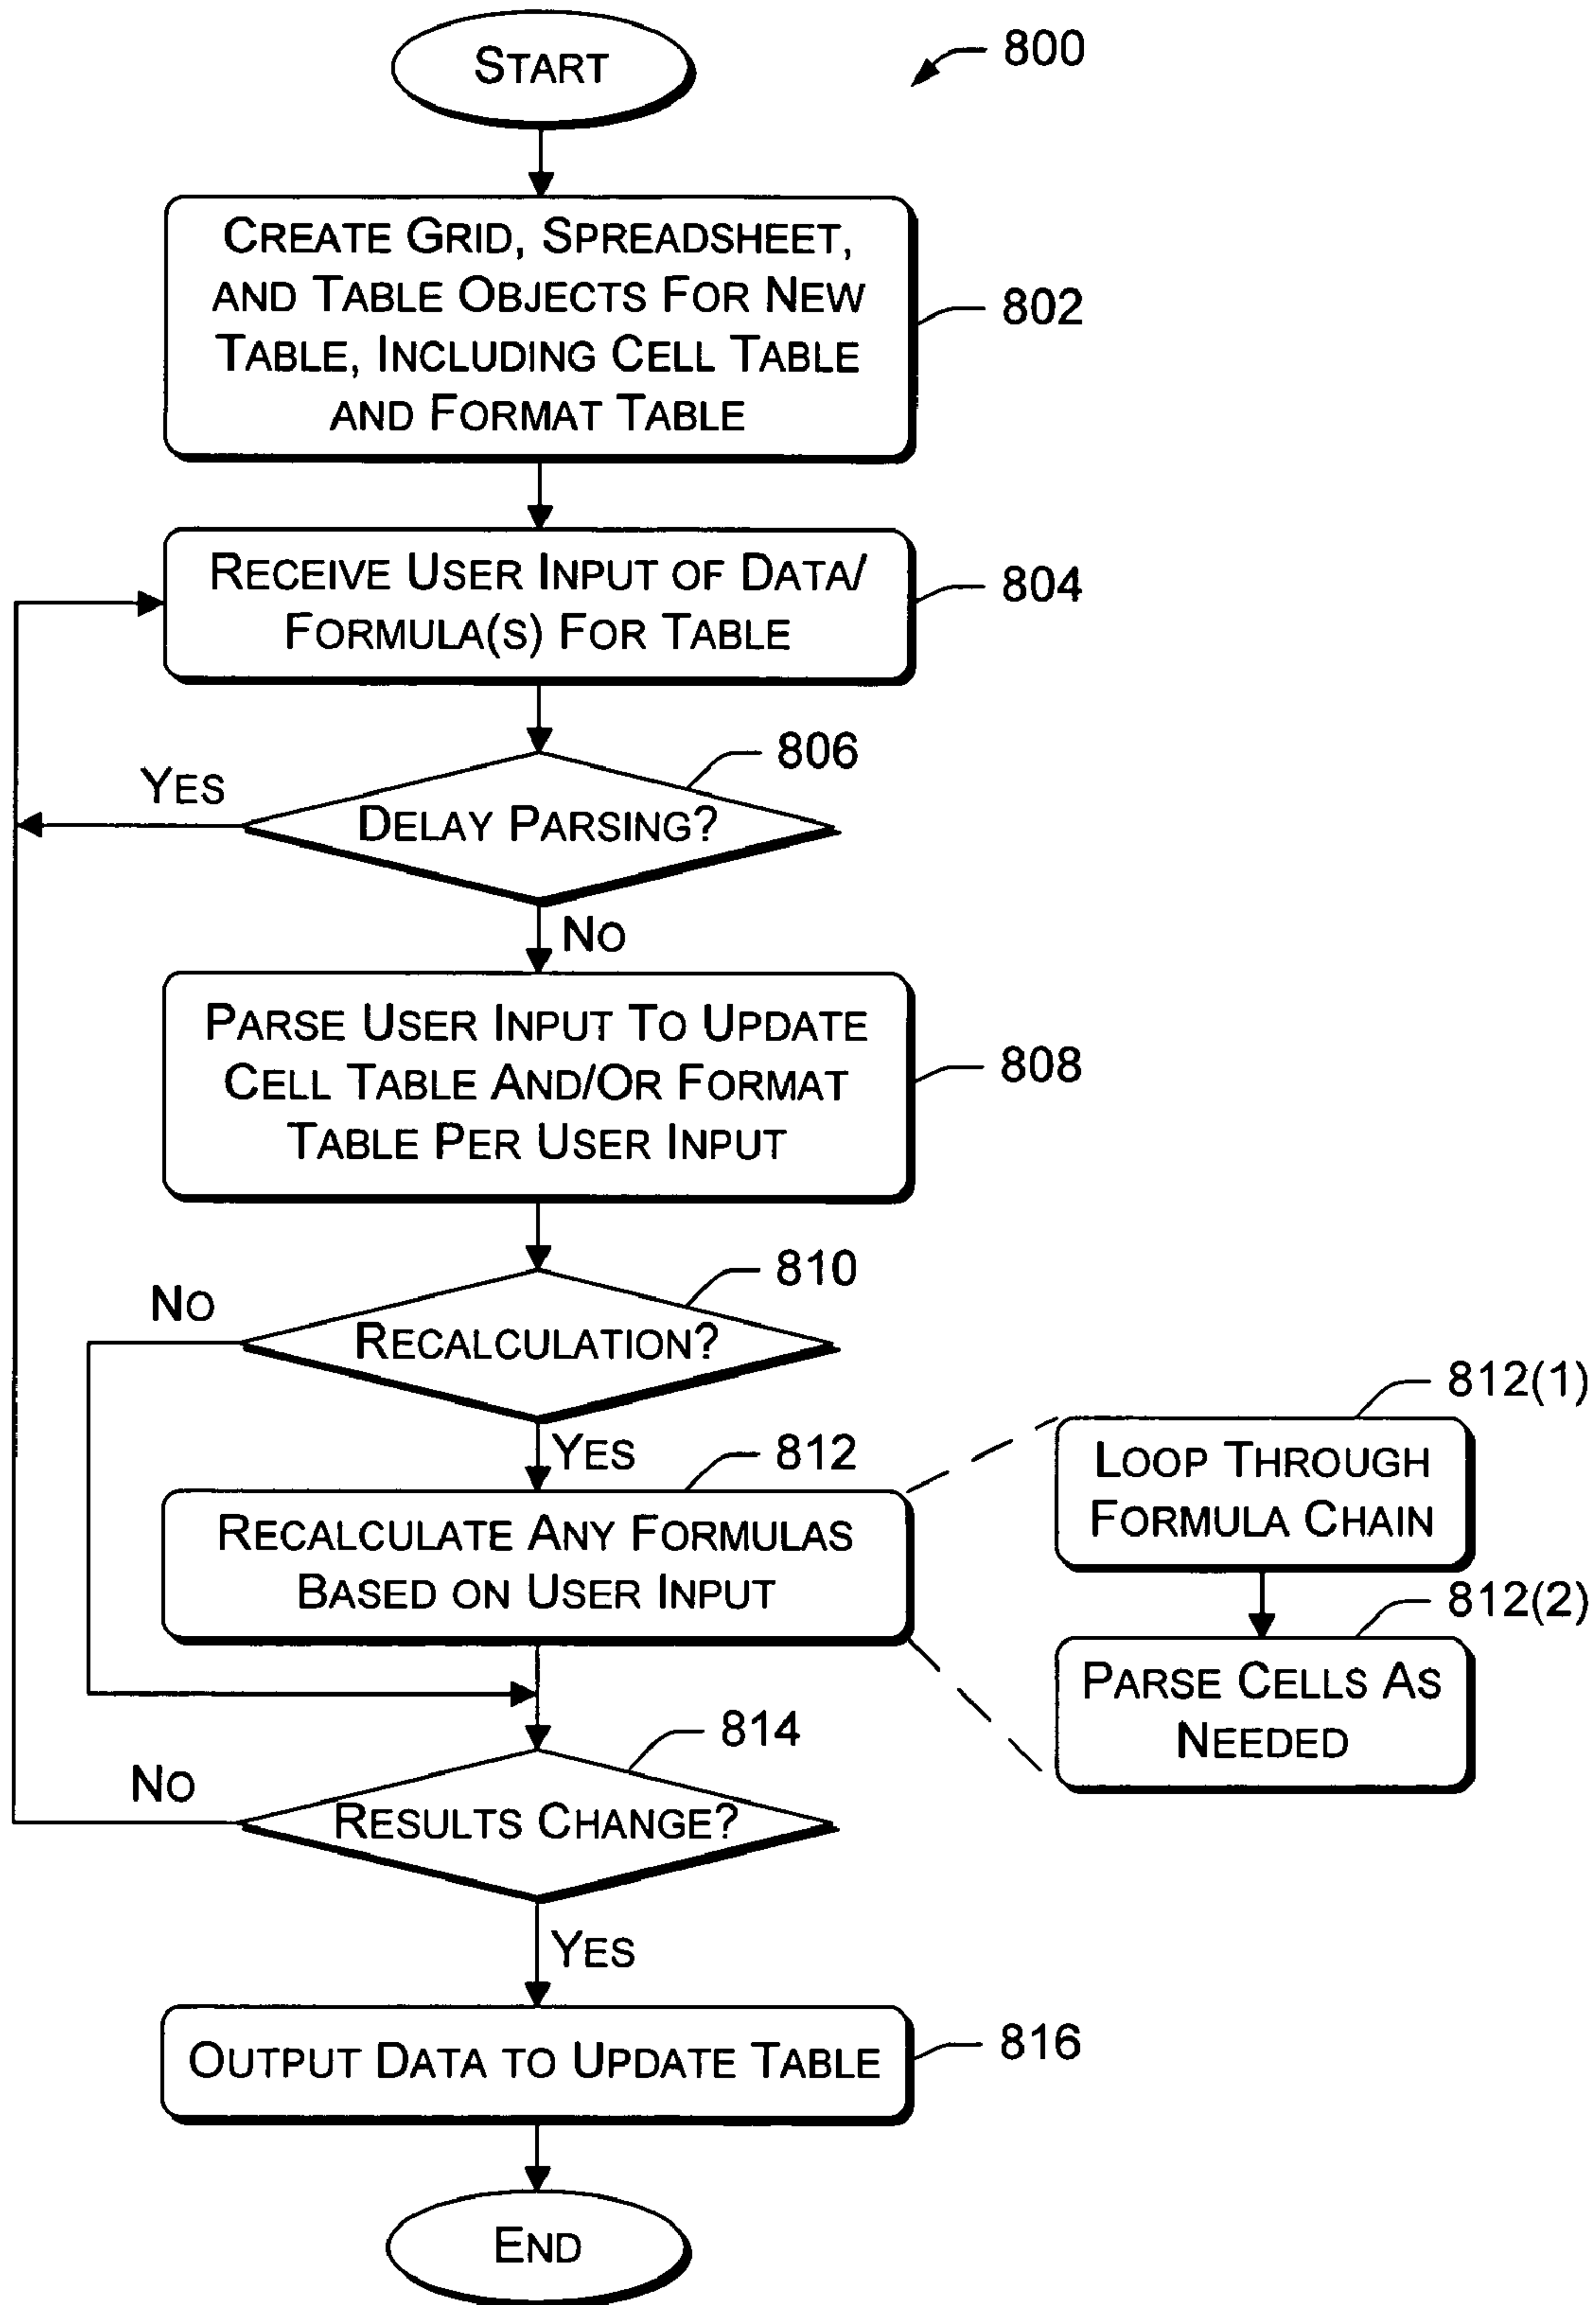 START
800
CREATE GRID, SPREADSHEET,
AND TABLE OBJECTS FOR NEW
TABLE, INCLUDING CELL TABLE
AND FORMAT TABLE
802
RECEIVE USER INPUT OF DATA/
FORMULA(S) FOR TABLE
804
806
YES
DELAY PARSING?
NO
PARSE USER INPUT TO UPDATE
CELL TABLE AND/OR FORMAT
TABLE PER USER INPUT
808
810
NO
RECALCULATION?
YES
812
RECALCULATE ANY FORMULAS
BASED ON USER INPUT
812(1)
LOOP THROUGH
FORMULA CHAIN
812(2)
PARSE CELLS AS
NEEDED
814
NO
RESULTS CHANGE?
YES
OUTPUT DATA TO UPDATE TABLE
816
END